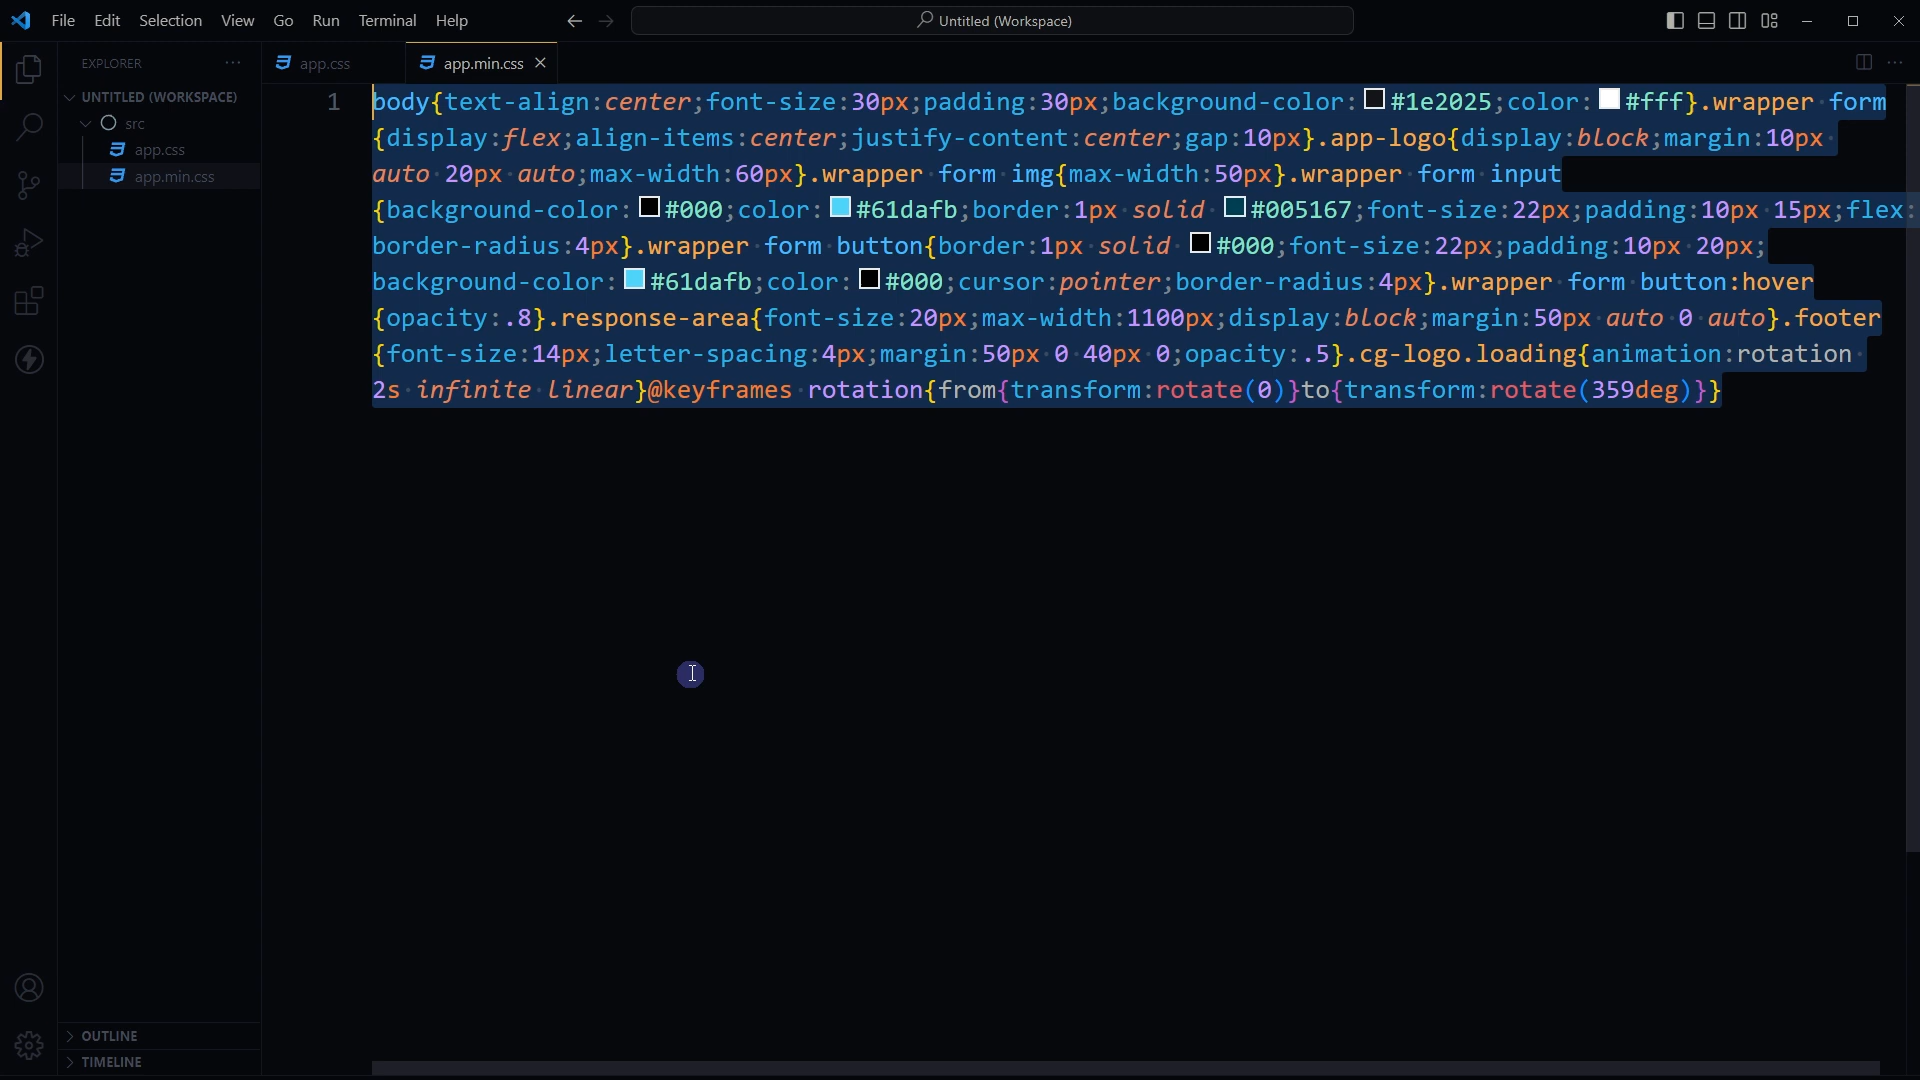 File Edit Selection View Go Run Terminal Help
Untitled (Workspace)
EXPLORER
app.css
app.min.css
UNTITLED (WORKSPACE)
src
app.css
app.min.css
1
body{text-align:center;font-size:30px;padding:30px;background-color:#1e2025;color:#fff}.wrapper form
{display:flex;align-items:center;justify-content:center;gap:10px}.app-logo{display:block;margin:10px
auto 20px auto;max-width:60px}.wrapper form img{max-width:50px}.wrapper form input
{background-color:#000;color:#61dafb;border:1px solid #005167;font-size:22px;padding:10px 15px;flex:
border-radius:4px}.wrapper form button{border:1px solid #000;font-size:22px;padding:10px 20px;
background-color:#61dafb;color:#000;cursor:pointer;border-radius:4px}.wrapper form button:hover
{opacity:.8}.response-area{font-size:20px;max-width:1100px;display:block;margin:50px auto 0 auto}.footer
{font-size:14px;letter-spacing:4px;margin:50px 0 40px 0;opacity:.5}.cg-logo.loading{animation:rotation
2s infinite linear}@keyframes rotation{from{transform:rotate(0)}to{transform:rotate(359deg)}}
OUTLINE
TIMELINE